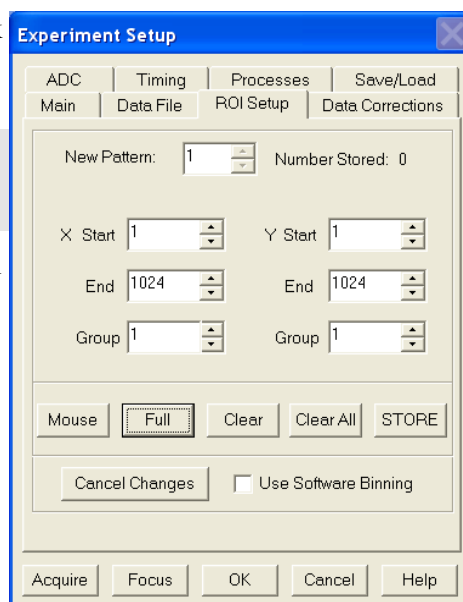 Experiment Setup
ADC Timing Processes Save/Load
Main Data File ROI Setup Data Corrections
New Pattern: 1 Number Stored: 0
X Start 1 Y Start 1
End 1024 End 1024
Group 1 Group 1
Mouse Full Clear Clear All STORE
Cancel Changes Use Software Binning
Acquire Focus OK Cancel Help